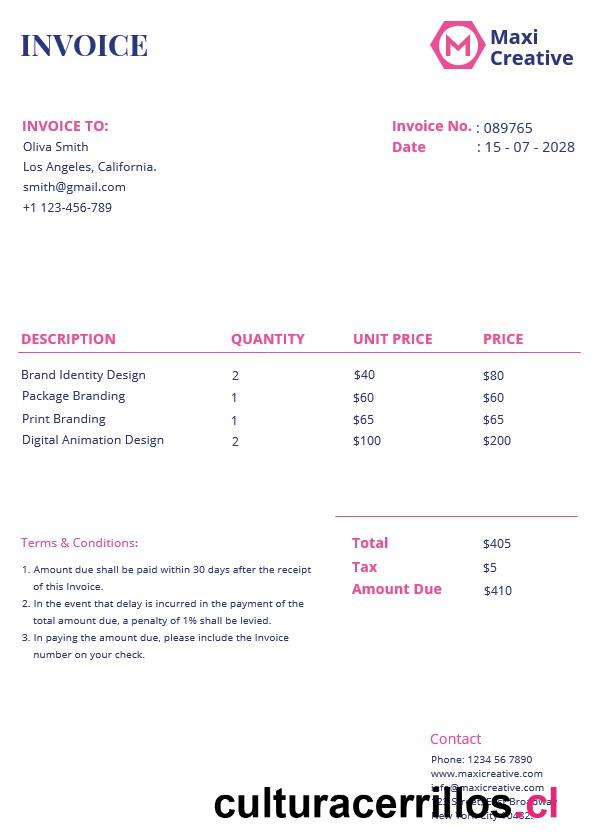 INVOICE
Maxi
Creative
INVOICE TO:
Oliva Smith
Los Angeles, California.
smith@gmail.com
+1 123-456-789
Invoice No. : 089765
Date : 15 - 07 - 2028
DESCRIPTION QUANTITY UNIT PRICE PRICE
Brand Identity Design 2 $40 $80
Package Branding 1 $60 $60
Print Branding 1 $65 $65
Digital Animation Design 2 $100 $200
Terms & Conditions:
1. Amount due shall be paid within 30 days after the receipt
of this Invoice.
2. In the event that delay is incurred in the payment of the
total amount due, a penalty of 1% shall be levied.
3. In paying the amount due, please include the Invoice
number on your check.
Total $405
Tax $5
Amount Due $410
Contact
Phone: 1234 56 7890
www.maxicreative.com
info@maxicreative.com
Street, East Broadway
New York City
culturacerrillos.cl